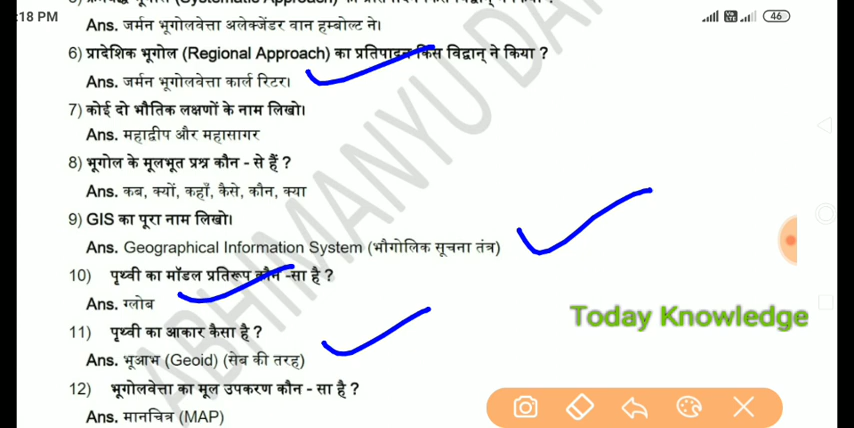 :18 PM
46
Ans. जर्मन भूगोलवेत्ता अलेक्जेंडर वान हम्बोल्ट ने।
6) प्रादेशिक भूगोल (Regional Approach) का प्रतिपादन किस विद्वान् ने किया ?
Ans. जर्मन भूगोलवेत्ता कार्ल रिटर।
7) कोई दो भौतिक लक्षणों के नाम लिखो।
Ans. महाद्वीप और महासागर
8) भूगोल के मूलभूत प्रश्न कौन - से हैं ?
Ans. कब, क्यों, कहाँ, कैसे, कौन, क्या
9) GIS का पूरा नाम लिखो।
Ans. Geographical Information System (भौगोलिक सूचना तंत्र)
10) पृथ्वी का मॉडल प्रतिरूप कौन -सा है ?
Ans. ग्लोब
Today Knowledge
11) पृथ्वी का आकार कैसा है ?
Ans. भूआभ (Geoid) (सेब की तरह)
12) भूगोलवेत्ता का मूल उपकरण कौन - सा है ?
Ans. मानचित्र (MAP)
ABHIMANYU